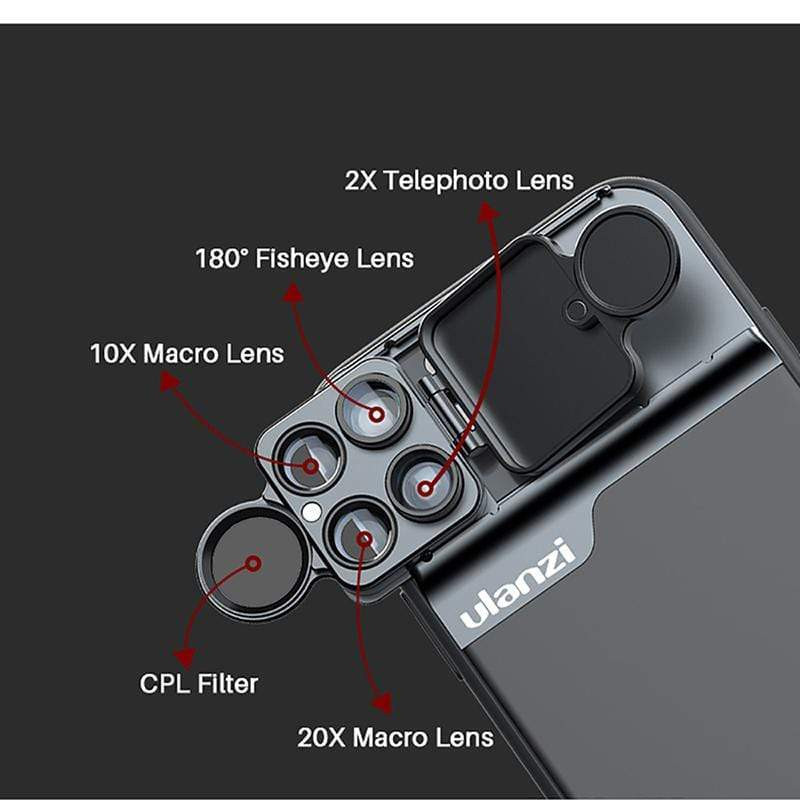 2X Telephoto Lens
180° Fisheye Lens
10X Macro Lens
ulanzi
CPL Filter
20X Macro Lens